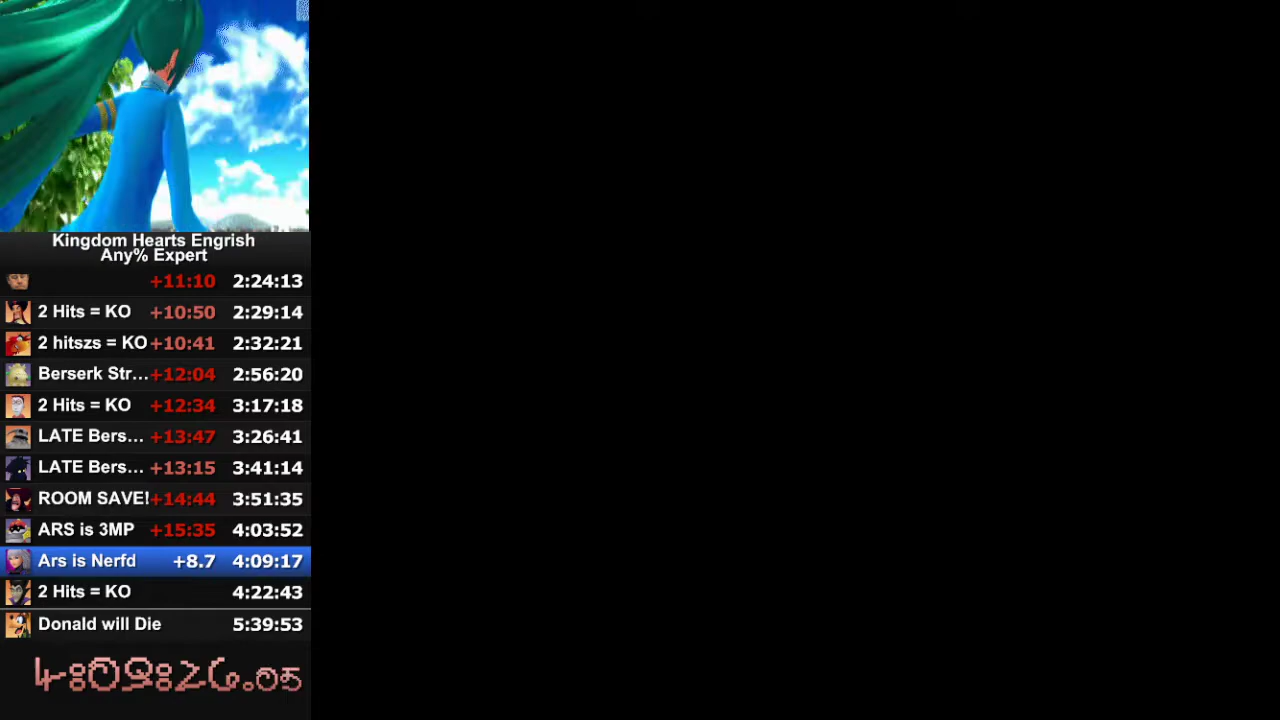 Kingdom Hearts Engrish
Any% Expert
+11:10 2:24:13
2 Hits = KO +10:50 2:29:14
2 hitszs = KO +10:41 2:32:21
Berserk Str... +12:04 2:56:20
2 Hits = KO +12:34 3:17:18
LATE Bers... +13:47 3:26:41
LATE Bers... +13:15 3:41:14
ROOM SAVE! +14:44 3:51:35
ARS is 3MP +15:35 4:03:52
Ars is Nerfd +8.7 4:09:17
2 Hits = KO 4:22:43
Donald will Die 5:39:53
4:09:26.05